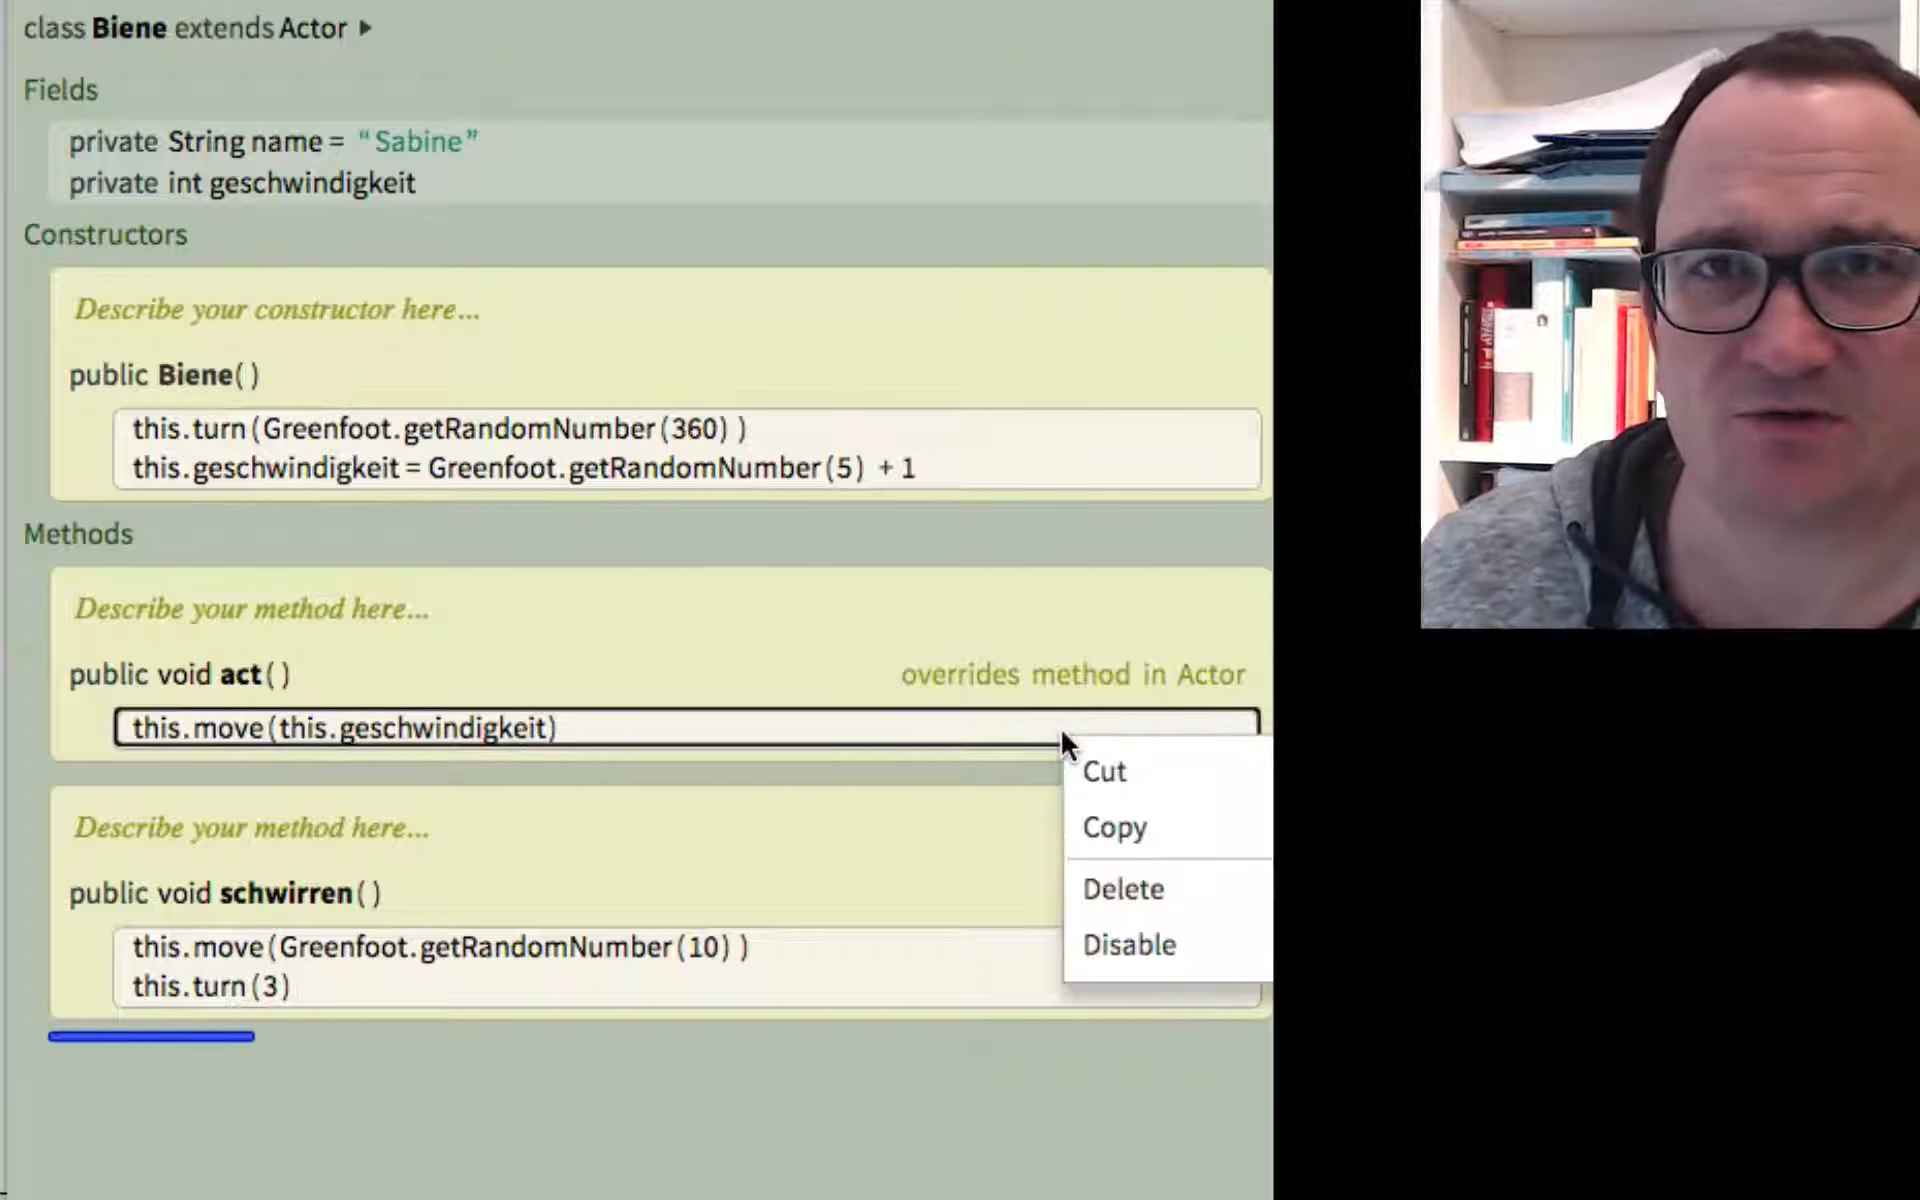 class Biene extends Actor
Fields
private String name = “Sabine”
private int geschwindigkeit
Constructors
Describe your constructor here...
public Biene()
this.turn(Greenfoot.getRandomNumber(360) )
this.geschwindigkeit = Greenfoot.getRandomNumber(5) + 1
Methods
Describe your method here...
public void act() overrides method in Actor
this.move(this.geschwindigkeit)
Cut
Copy
Delete
Disable
Describe your method here...
public void schwirren()
this.move(Greenfoot.getRandomNumber(10) )
this.turn(3)